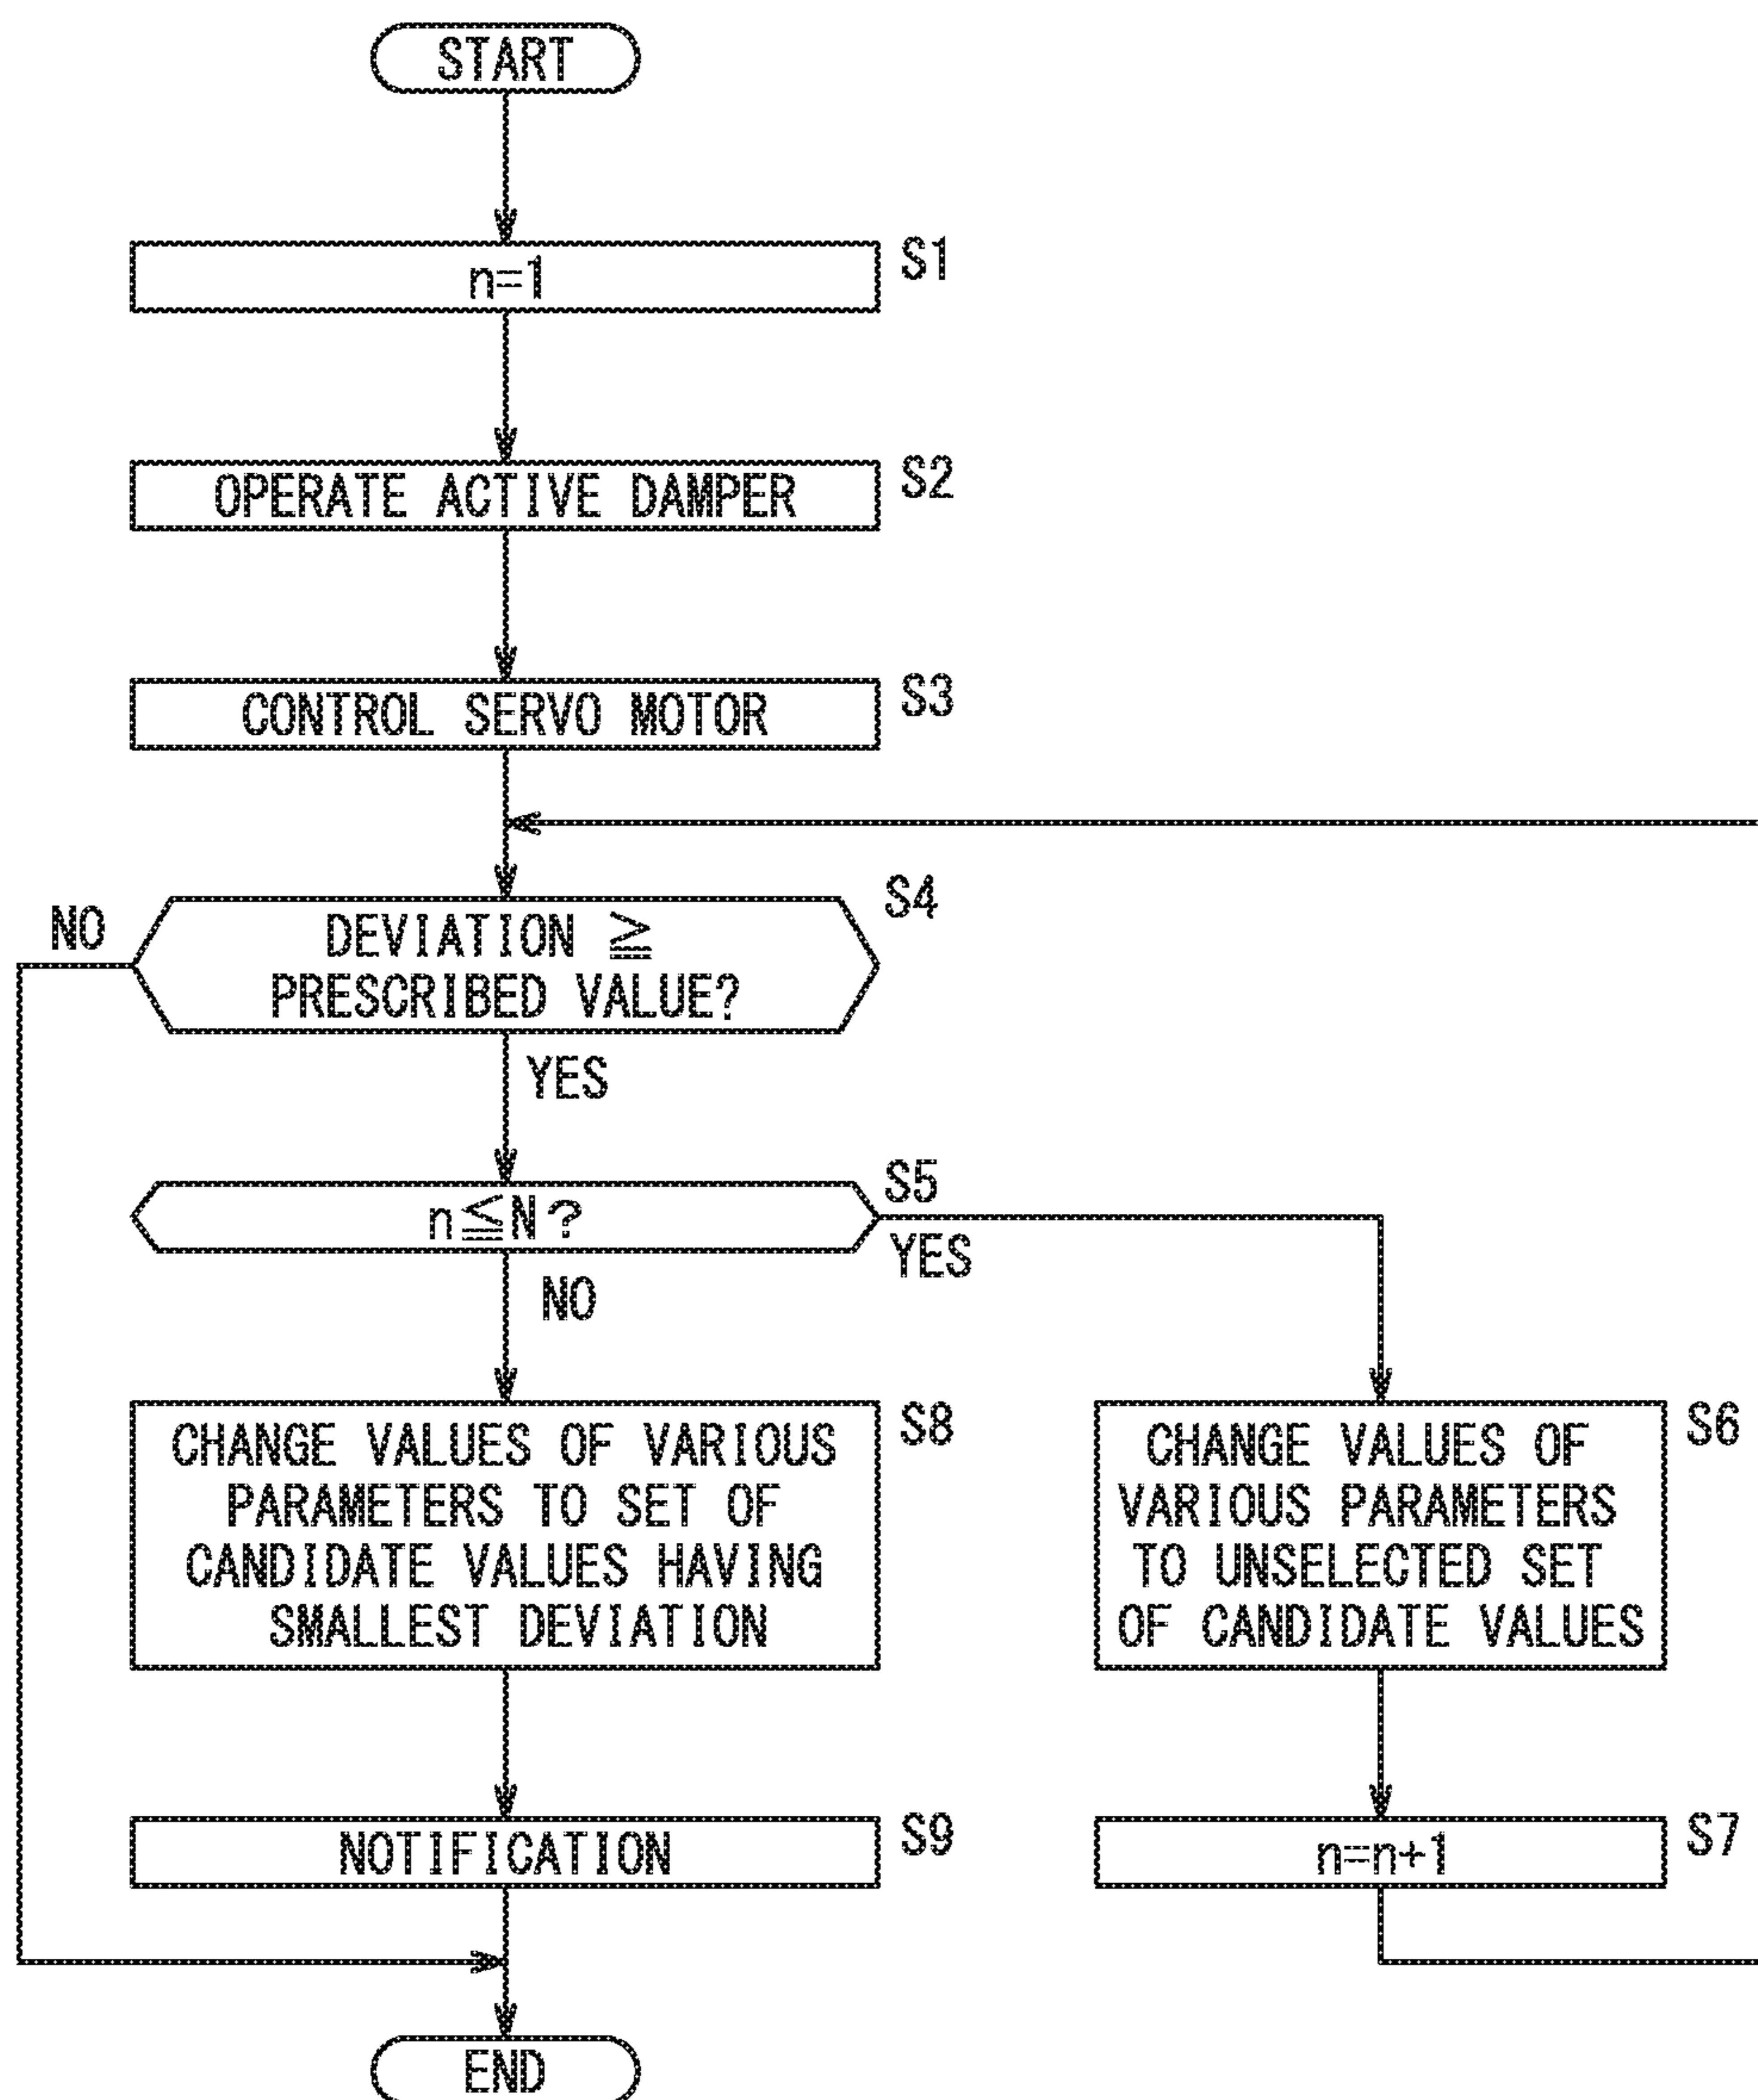 START
n=1
S1
OPERATE ACTIVE DAMPER
S2
CONTROL SERVO MOTOR
S3
NO
DEVIATION ≧
PRESCRIBED VALUE?
S4
YES
n≦N?
S5
YES
NO
CHANGE VALUES OF VARIOUS
PARAMETERS TO SET OF
CANDIDATE VALUES HAVING
SMALLEST DEVIATION
S8
CHANGE VALUES OF
VARIOUS PARAMETERS
TO UNSELECTED SET
OF CANDIDATE VALUES
S6
NOTIFICATION
S9
n=n+1
S7
END